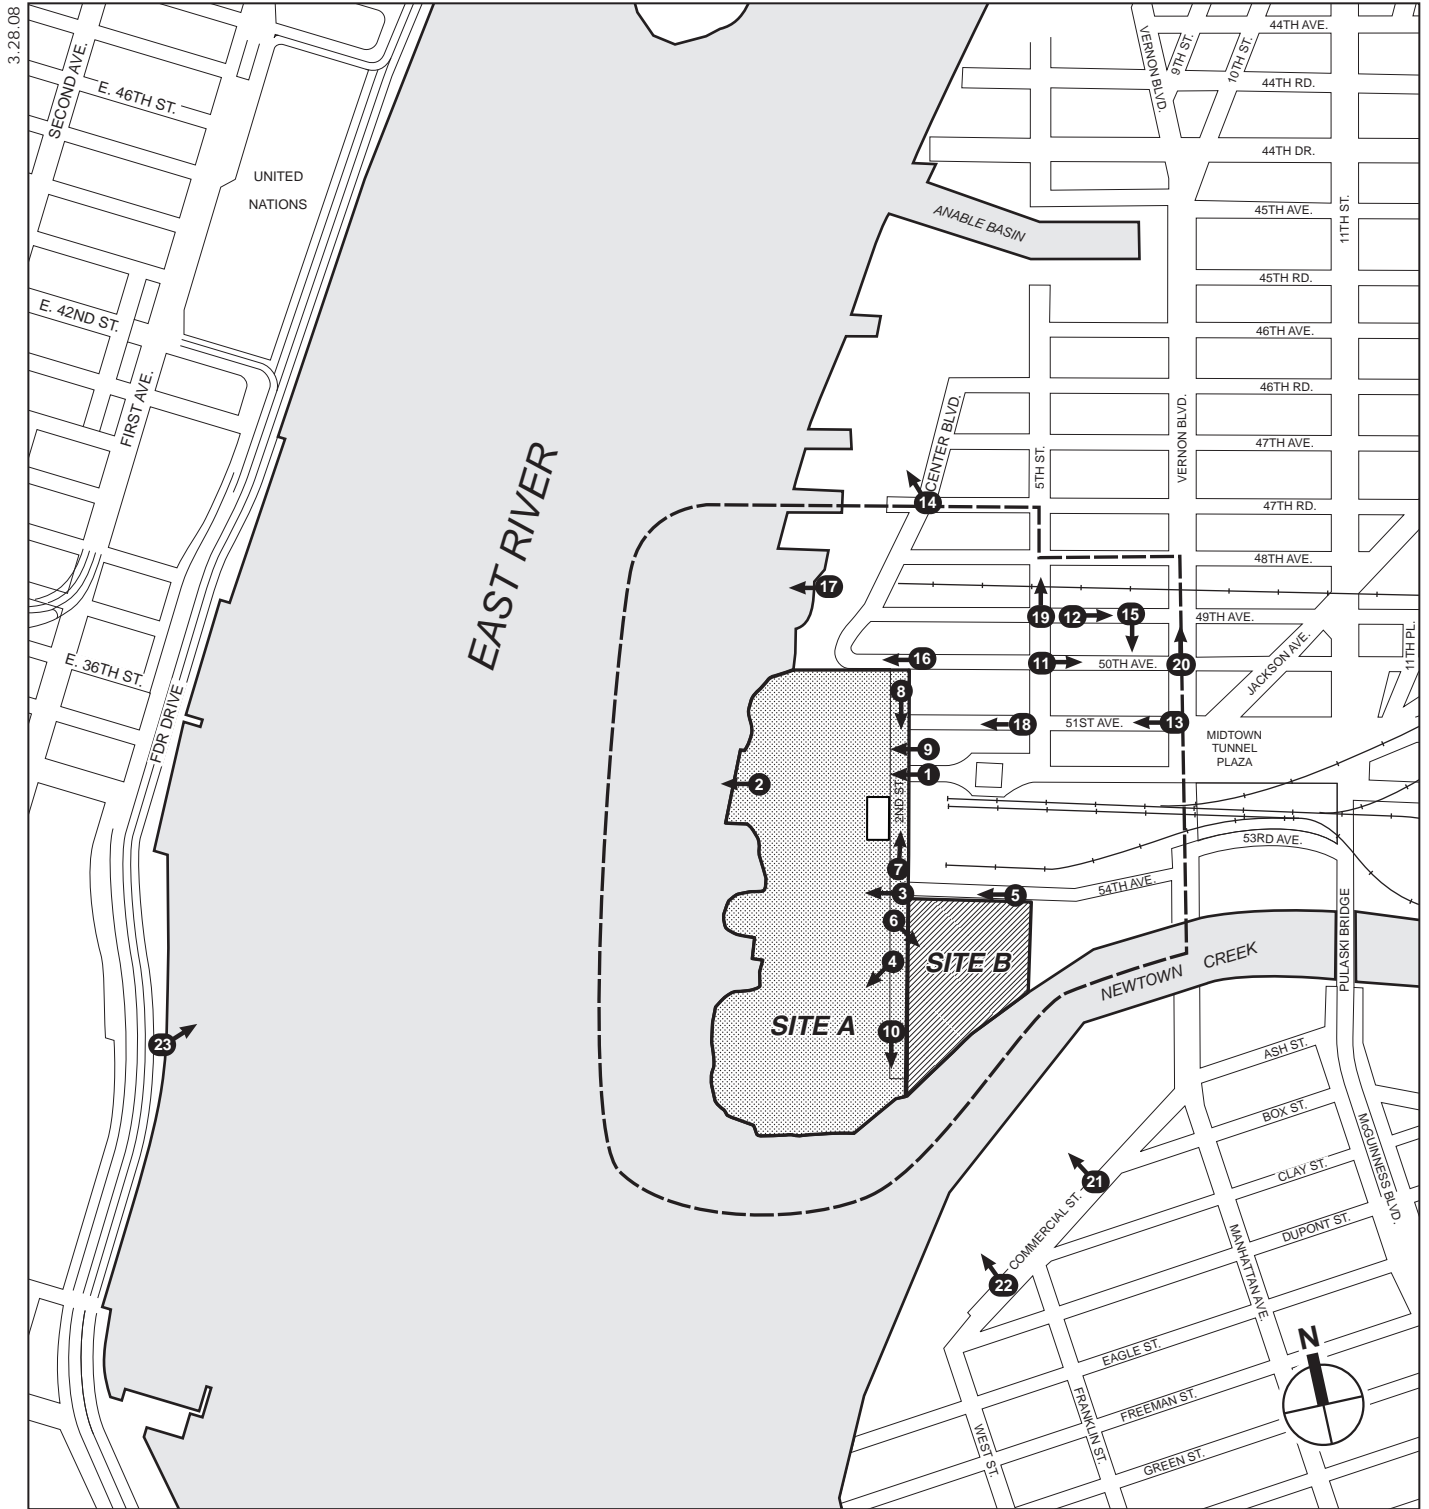 3.28.08
SECOND AVE.
E. 46TH ST.
UNITED
NATIONS
E. 42ND ST.
FIRST AVE.
E. 36TH ST.
FDR DRIVE
EAST RIVER
44TH AVE.
VERNON BLVD.
9TH ST.
10TH ST.
44TH RD.
44TH DR.
11TH ST.
45TH AVE.
ANABLE BASIN
45TH RD.
46TH AVE.
46TH RD.
CENTER BLVD.
5TH ST.
VERNON BLVD.
47TH AVE.
47TH RD.
14
48TH AVE.
17
19
12
15
49TH AVE.
11TH PL.
16
11
50TH AVE.
20
JACKSON AVE.
8
18
51ST AVE.
13
MIDTOWN
TUNNEL
PLAZA
9
1
2
2ND ST.
53RD AVE.
7
3
5
54TH AVE.
6
4
SITE B
NEWTOWN CREEK
PULASKI BRIDGE
SITE A
10
23
ASH ST.
BOX ST.
McGUINNESS BLVD.
CLAY ST.
21
COMMERCIAL ST.
DUPONT ST.
MANHATTAN AVE.
22
N
EAGLE ST.
FREEMAN ST.
FRANKLIN ST.
WEST ST.
GREEN ST.